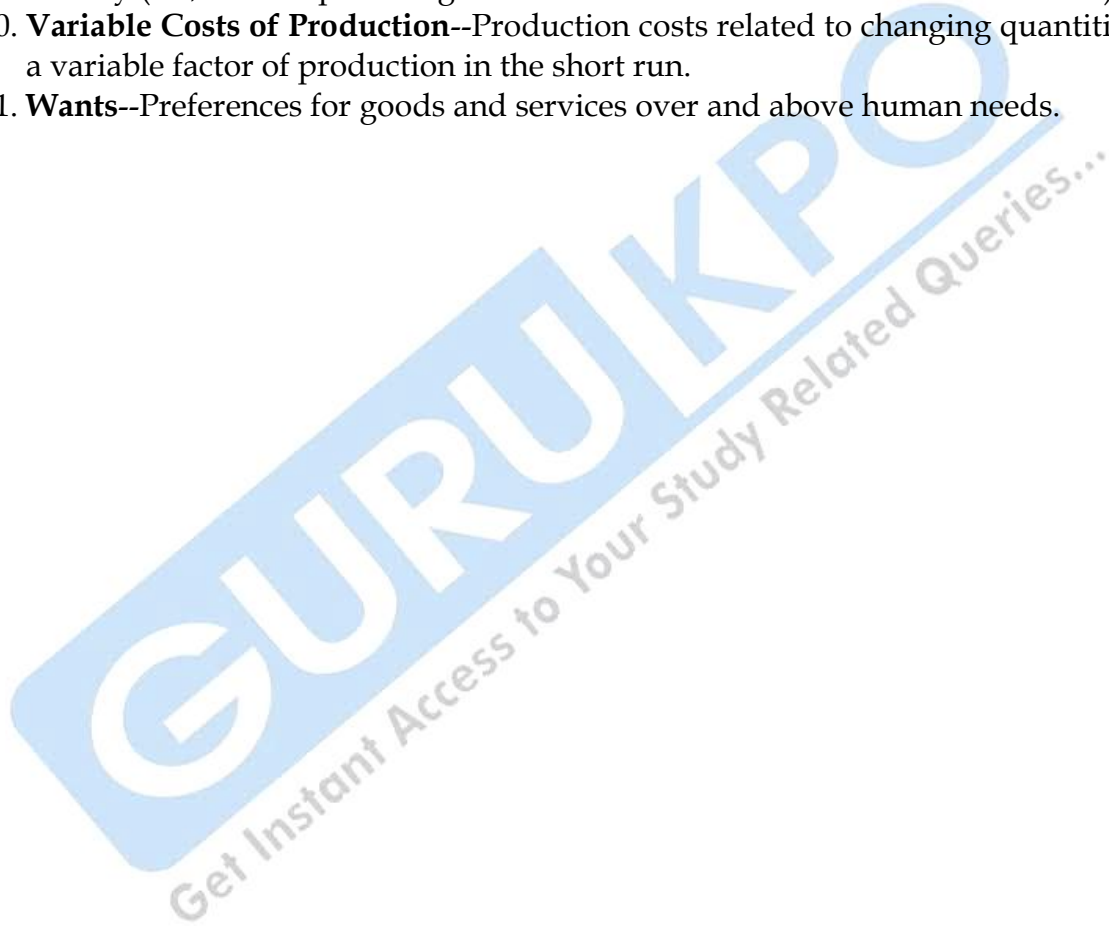 0. Variable Costs of Production--Production costs related to changing quantiti
a variable factor of production in the short run.
1. Wants--Preferences for goods and services over and above human needs.
GURUKPO
Get Instant Access to Your Study Related Queries...